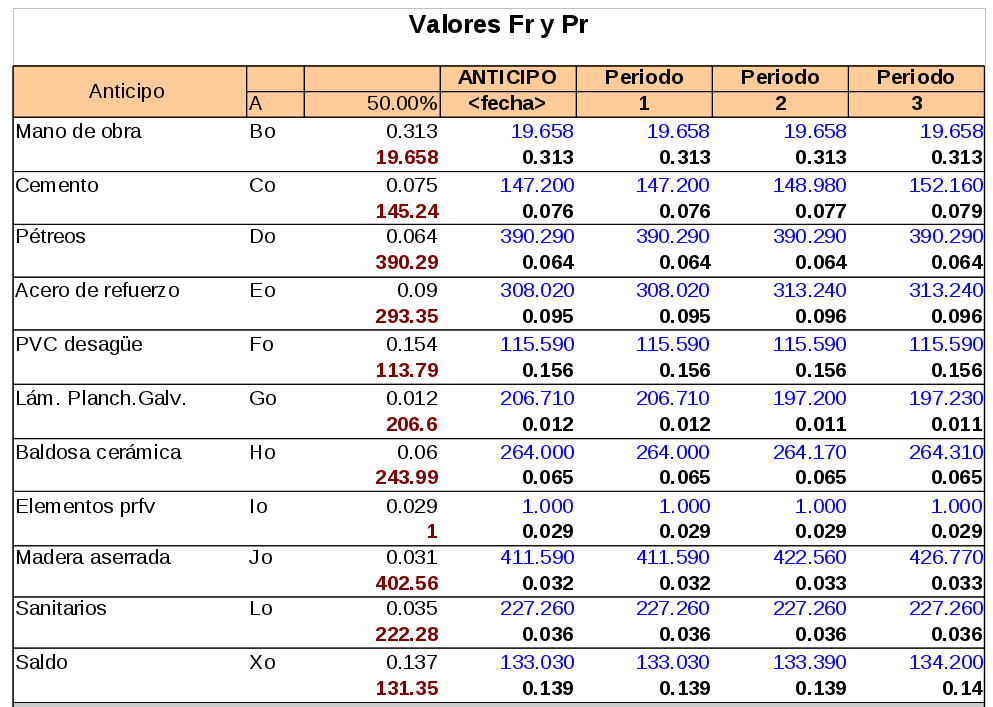 Valores Fr y Pr
Anticipo ANTICIPO Periodo Periodo Periodo
A 50.00% <fecha> 1 2 3
Mano de obra Bo 0.313 19.658 19.658 19.658 19.658
19.658 0.313 0.313 0.313 0.313
Cemento Co 0.075 147.200 147.200 148.980 152.160
145.24 0.076 0.076 0.077 0.079
Pétreos Do 0.064 390.290 390.290 390.290 390.290
390.29 0.064 0.064 0.064 0.064
Acero de refuerzo Eo 0.09 308.020 308.020 313.240 313.240
293.35 0.095 0.095 0.096 0.096
PVC desagüe Fo 0.154 115.590 115.590 115.590 115.590
113.79 0.156 0.156 0.156 0.156
Lám. Planch.Galv. Go 0.012 206.710 206.710 197.200 197.230
206.6 0.012 0.012 0.011 0.011
Baldosa cerámica Ho 0.06 264.000 264.000 264.170 264.310
243.99 0.065 0.065 0.065 0.065
Elementos prfv Io 0.029 1.000 1.000 1.000 1.000
1 0.029 0.029 0.029 0.029
Madera aserrada Jo 0.031 411.590 411.590 422.560 426.770
402.56 0.032 0.032 0.033 0.033
Sanitarios Lo 0.035 227.260 227.260 227.260 227.260
222.28 0.036 0.036 0.036 0.036
Saldo Xo 0.137 133.030 133.030 133.390 134.200
131.35 0.139 0.139 0.139 0.14